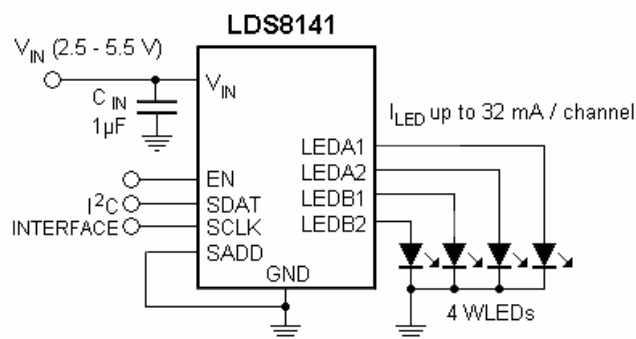 LDS8141
V_IN (2.5 - 5.5 V)
C_IN
1µF
V_IN
I_LED up to 32 mA / channel
LEDA1
LEDA2
LEDB1
LEDB2
EN
I²C
SDAT
INTERFACE
SCLK
SADD
GND
4 WLEDs